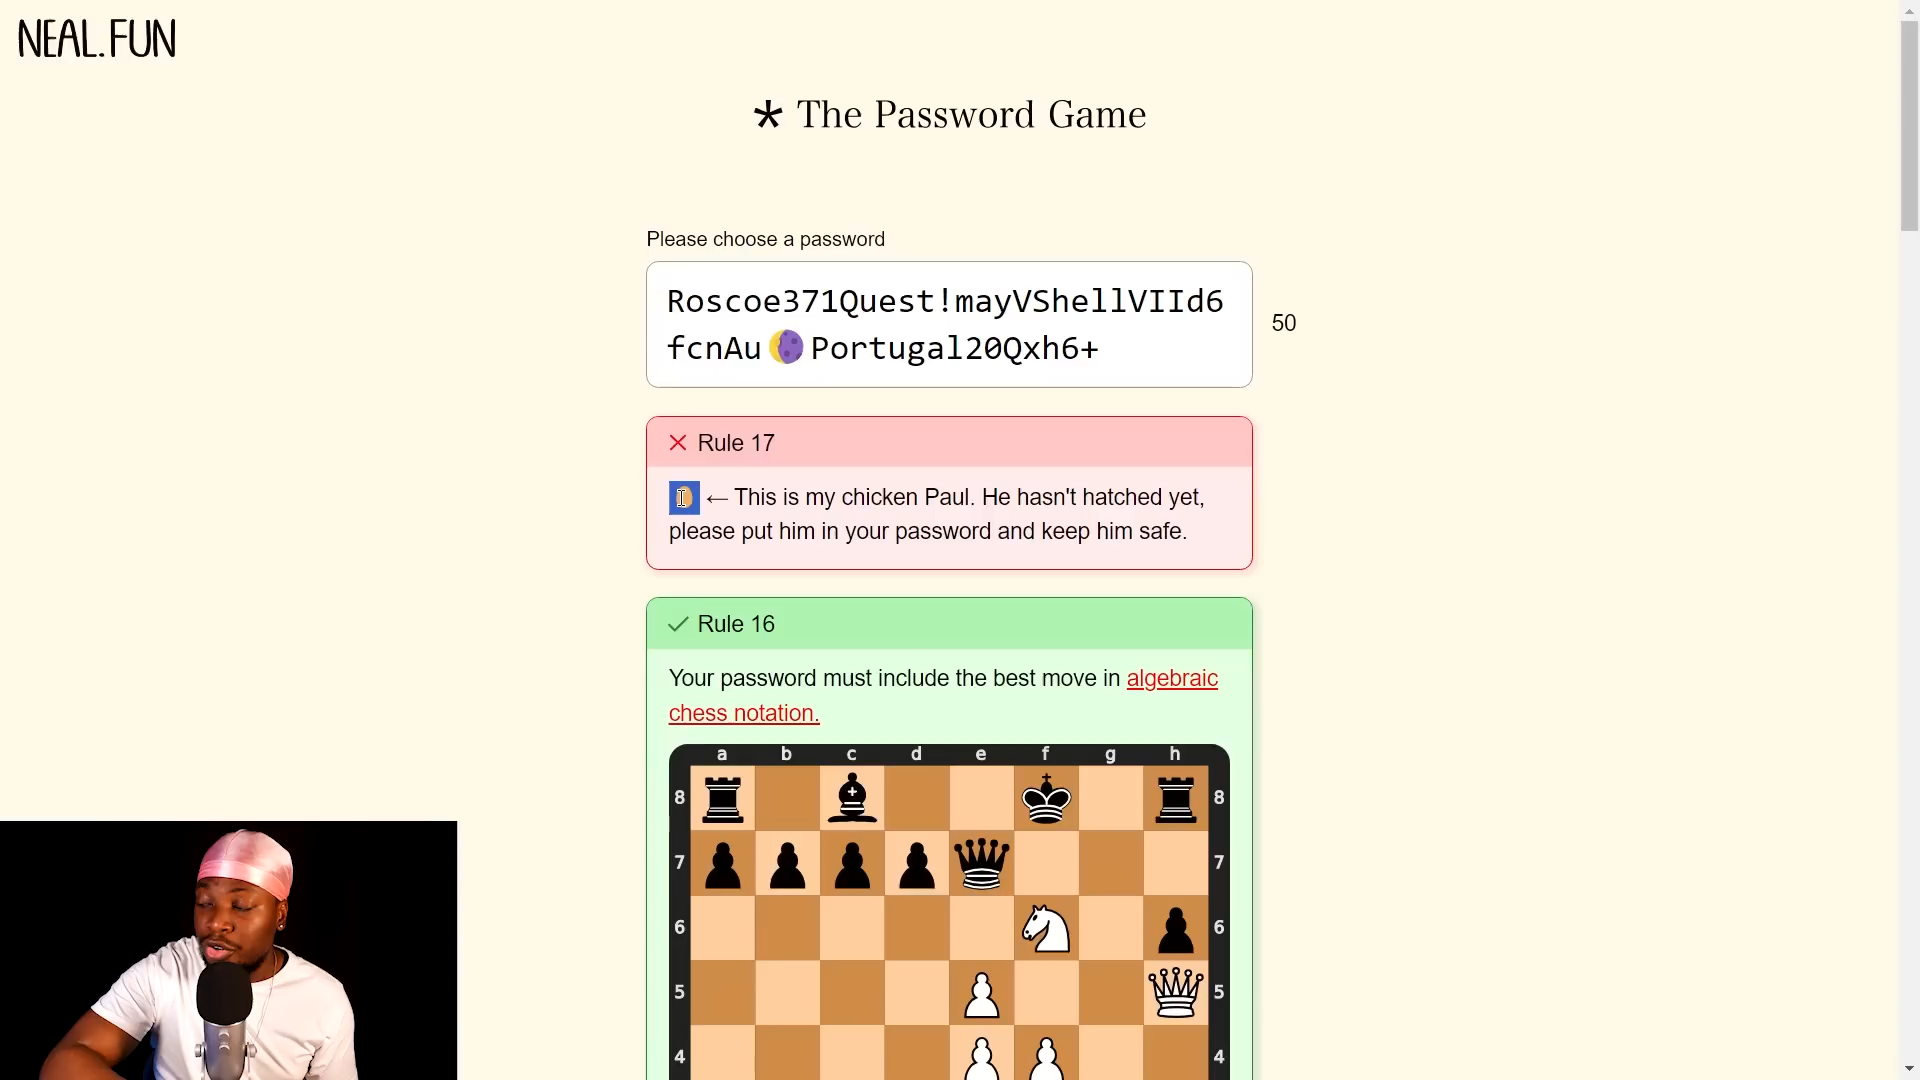 NEAL.FUN
* The Password Game
Please choose a password
Roscoe371Quest!mayVShellVIId6
fcnAu🌘Portugal20Qxh6+
50
Rule 17
🥚 ← This is my chicken Paul. He hasn't hatched yet,
please put him in your password and keep him safe.
Rule 16
Your password must include the best move in algebraic
chess notation.
a b c d e f g h
8 8
7 7
6 6
5 5
4 4